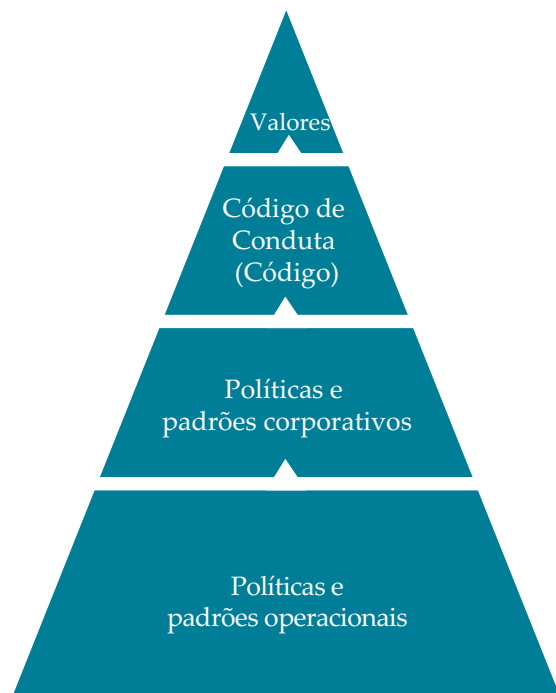 Valores
Código de
Conduta
(Código)
Políticas e
padrões corporativos
Políticas e
padrões operacionais